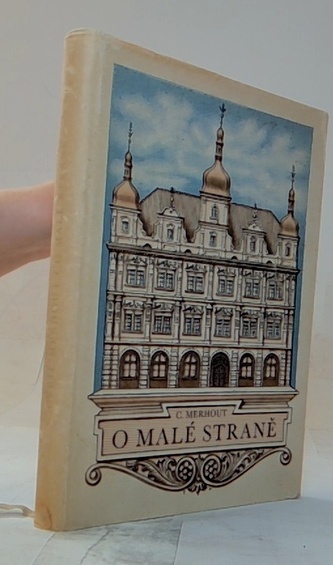 C. MERHOUT
O MALÉ STRANĚ